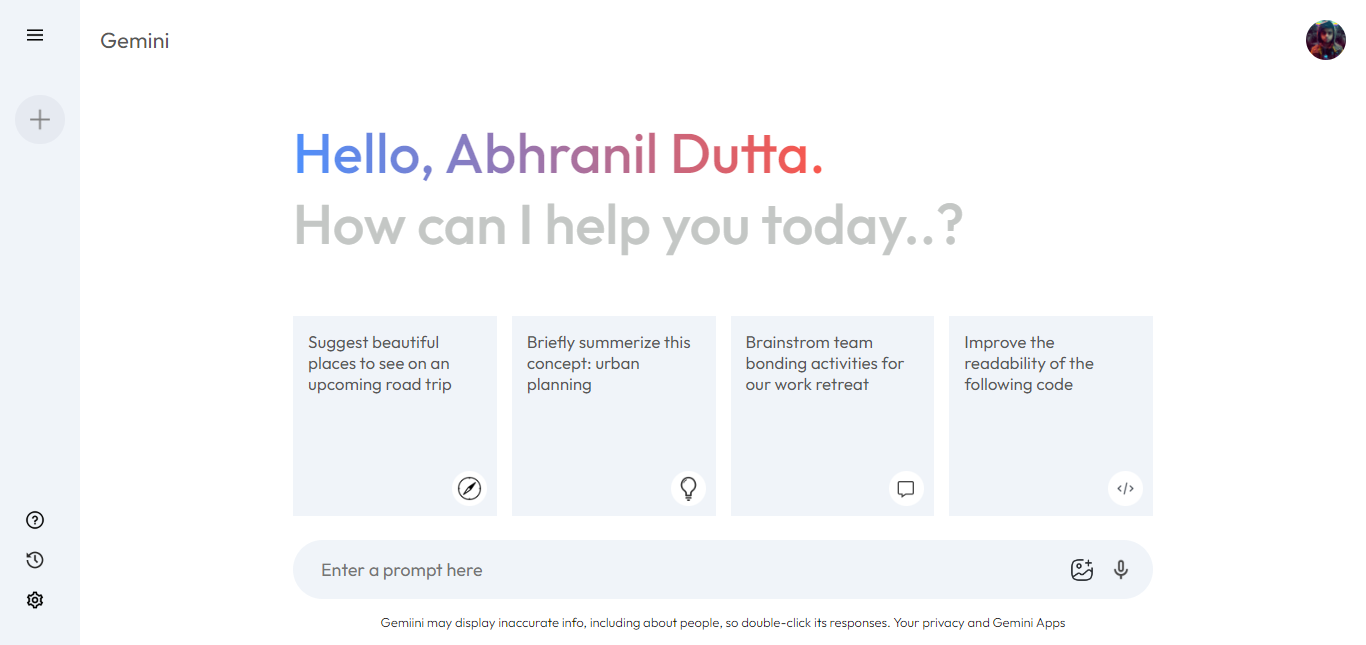 Gemini
Hello, Abhranil Dutta.
How can I help you today..?
Suggest beautiful
places to see on an
upcoming road trip
Briefly summerize this
concept: urban
planning
Brainstrom team
bonding activities for
our work retreat
Improve the
readability of the
following code
Enter a prompt here
Gemiini may display inaccurate info, including about people, so double-click its responses. Your privacy and Gemini Apps